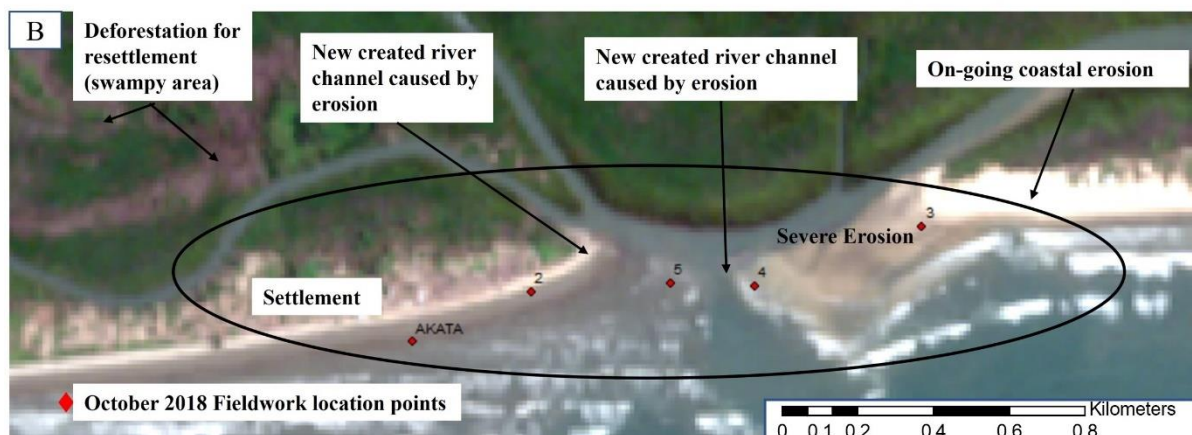 B
Deforestation for
resettlement
(swampy area)
New created river
channel caused by
erosion
New created river channel
caused by erosion
On-going coastal erosion
3
Severe Erosion
2
5
4
Settlement
AKATA
October 2018 Fieldwork location points
Kilometers
0 0.1 0.2 0.4 0.6 0.8